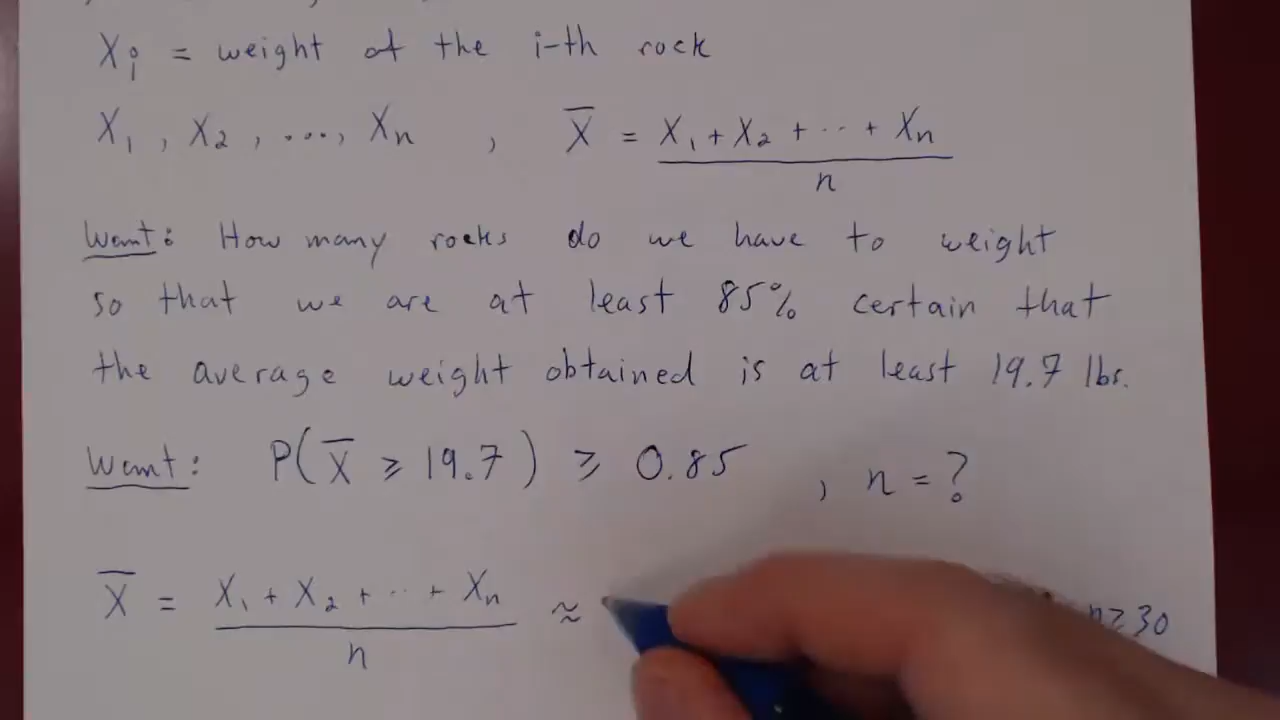 Xi = weight of the i-th rock
X1 , X2 , ..., Xn , X̄ = X1 + X2 + ... + Xn
n
Want: How many rocks do we have to weight
so that we are at least 85% certain that
the average weight obtained is at least 19.7 lbs.
Want: P( X̄ ≥ 19.7 ) ≥ 0.85 , n = ?
X̄ = X1 + X2 + ... + Xn ≈ n ≥ 30
n